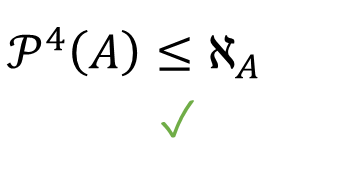 𝒫⁴(A) ≤ ℵ_A
✓